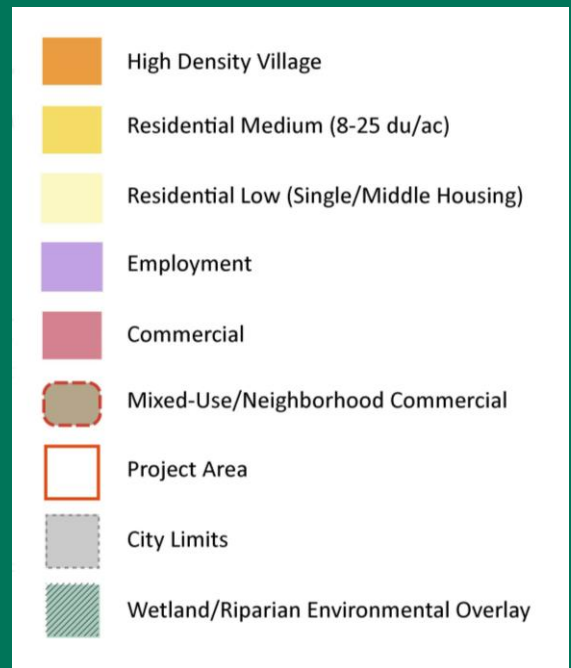 High Density Village
Residential Medium (8-25 du/ac)
Residential Low (Single/Middle Housing)
Employment
Commercial
Mixed-Use/Neighborhood Commercial
Project Area
City Limits
Wetland/Riparian Environmental Overlay